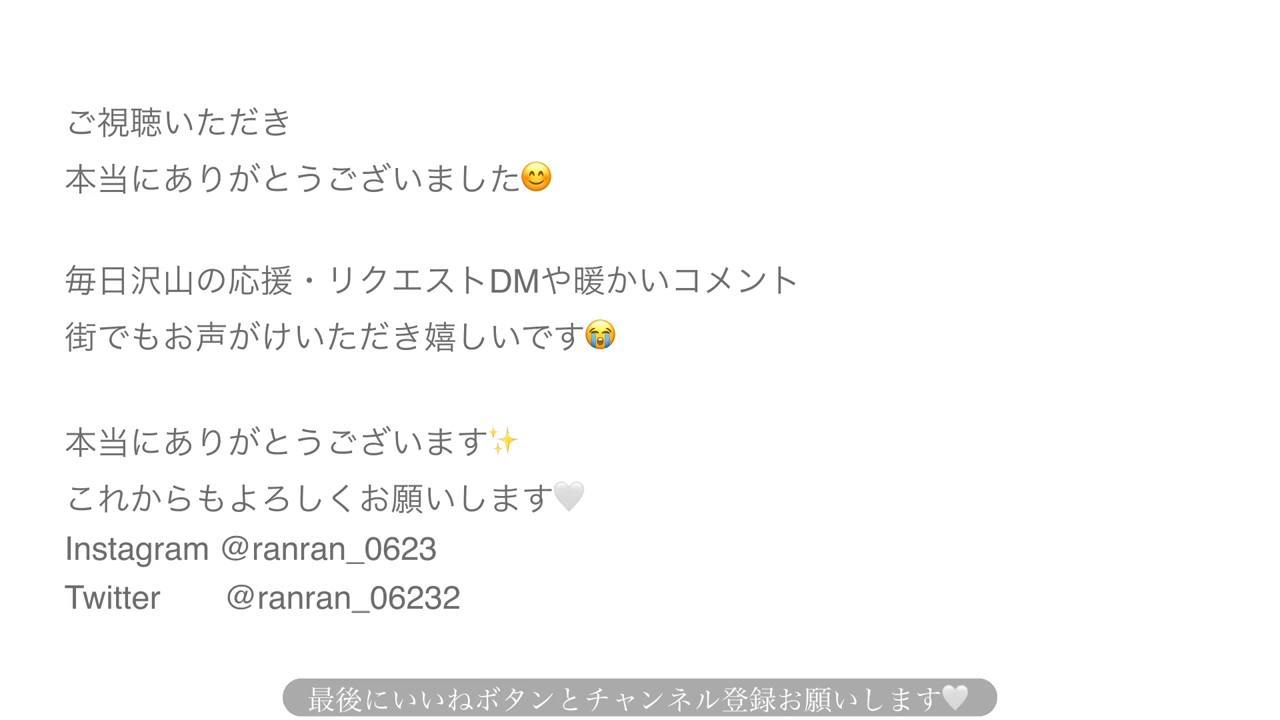 ご視聴いただき
本当にありがとうございました😊
毎日沢山の応援・リクエストDMや暖かいコメント
街でもお声がけいただき嬉しいです😭
本当にありがとうございます✨
これからもよろしくお願いします🤍
Instagram @ranran_0623
Twitter @ranran_06232
最後にいいねボタンとチャンネル登録お願いします🤍